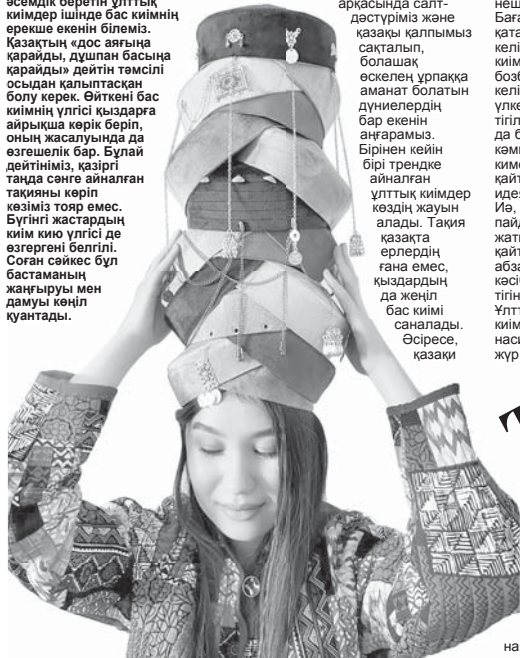 әсемдік беретін ұлттық
киімдер ішінде бас киімнің
ерекше екенін білеміз.
Қазақтың «дос аяғыңа
қарайды, дұшпан басыңа
қарайды» дейтін тәмсілі
осыдан қалыптасқан
болу керек. Өйткені бас
киімнің үлгісі қыздарға
айрықша көрік беріп,
оның жасалуында да
өзгешелік бар. Бұлай
дейтініміз, қазіргі
таңда сәнге айналған
тақияны көріп
көзіміз тояр емес.
Бүгінгі жастардың
киім кию үлгісі де
өзгергені белгілі.
Соған сәйкес бұл
бастаманың
жаңғыруы мен
дамуы көңіл
қуантады.
арқасында салт-
дәстүріміз және
қазақы қалпымыз
сақталып,
болашақ
өскелең ұрпаққа
аманат болатын
дүниелердің
бар екенін
аңғарамыз.
Бірінен кейін
бірі трендке
айналған
ұлттық киімдер
көздің жауын
алады. Тақия
қазақта
ерлердің
ғана емес,
қыздардың
да жеңіл
бас киімі
саналады.
Әсіресе,
қазақи